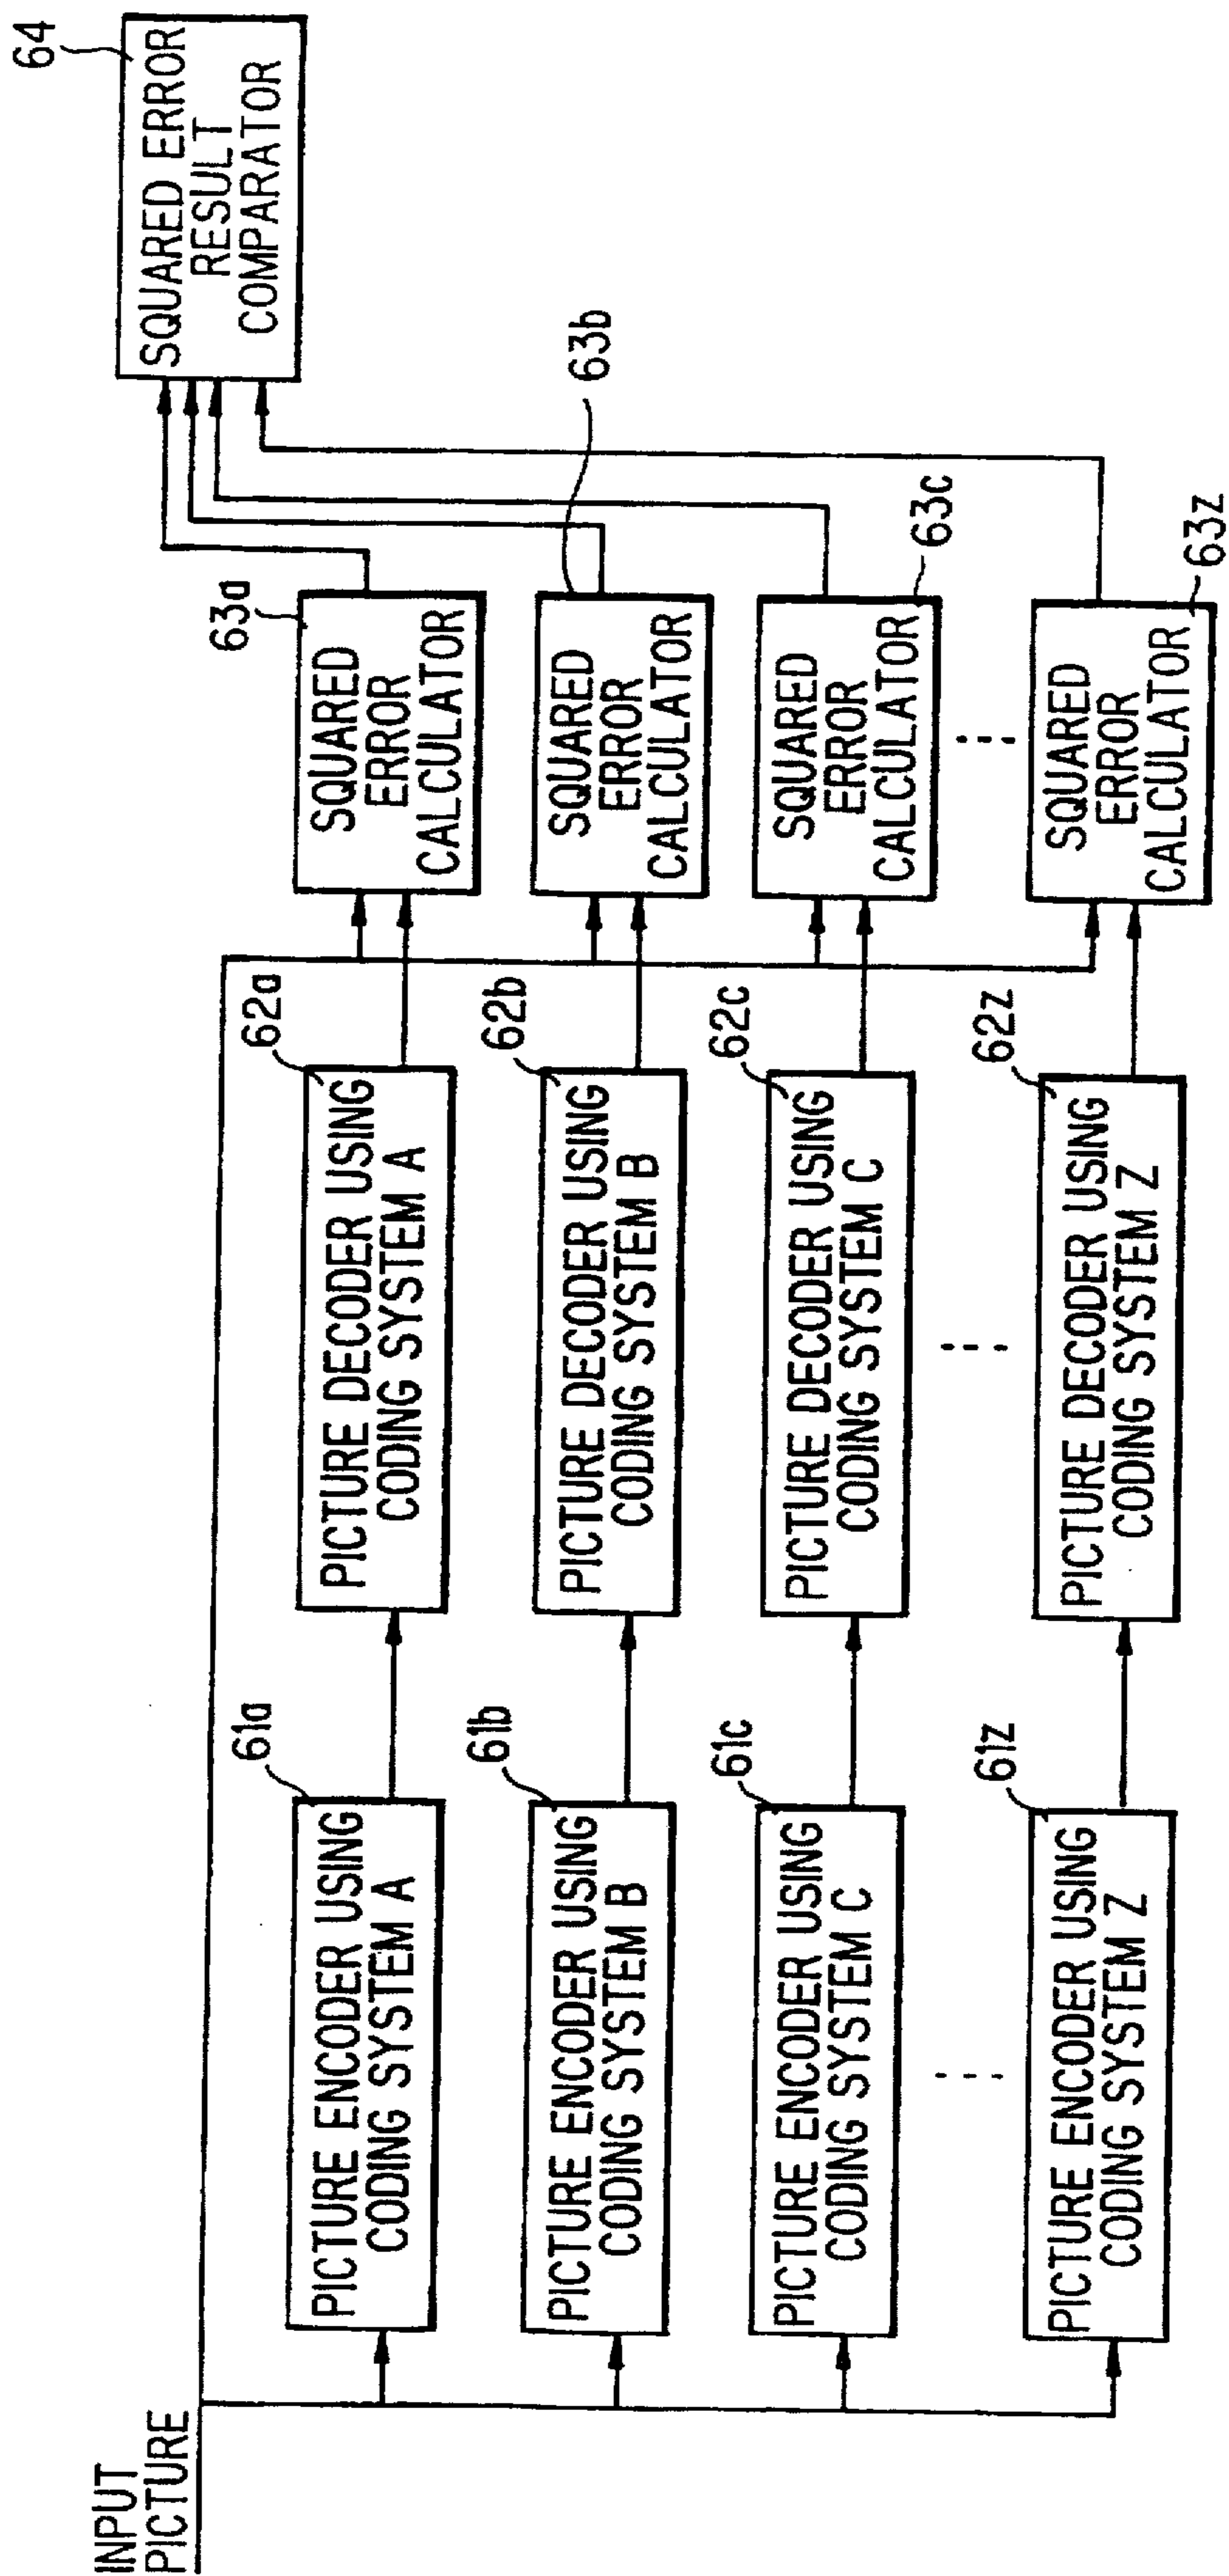 INPUT
PICTURE
61a
PICTURE ENCODER USING
CODING SYSTEM A
62a
PICTURE DECODER USING
CODING SYSTEM A
63a
SQUARED
ERROR
CALCULATOR
64
SQUARED ERROR
RESULT
COMPARATOR
61b
PICTURE ENCODER USING
CODING SYSTEM B
62b
PICTURE DECODER USING
CODING SYSTEM B
63b
SQUARED
ERROR
CALCULATOR
61c
PICTURE ENCODER USING
CODING SYSTEM C
62c
PICTURE DECODER USING
CODING SYSTEM C
63c
SQUARED
ERROR
CALCULATOR
61z
PICTURE ENCODER USING
CODING SYSTEM Z
62z
PICTURE DECODER USING
CODING SYSTEM Z
63z
SQUARED
ERROR
CALCULATOR